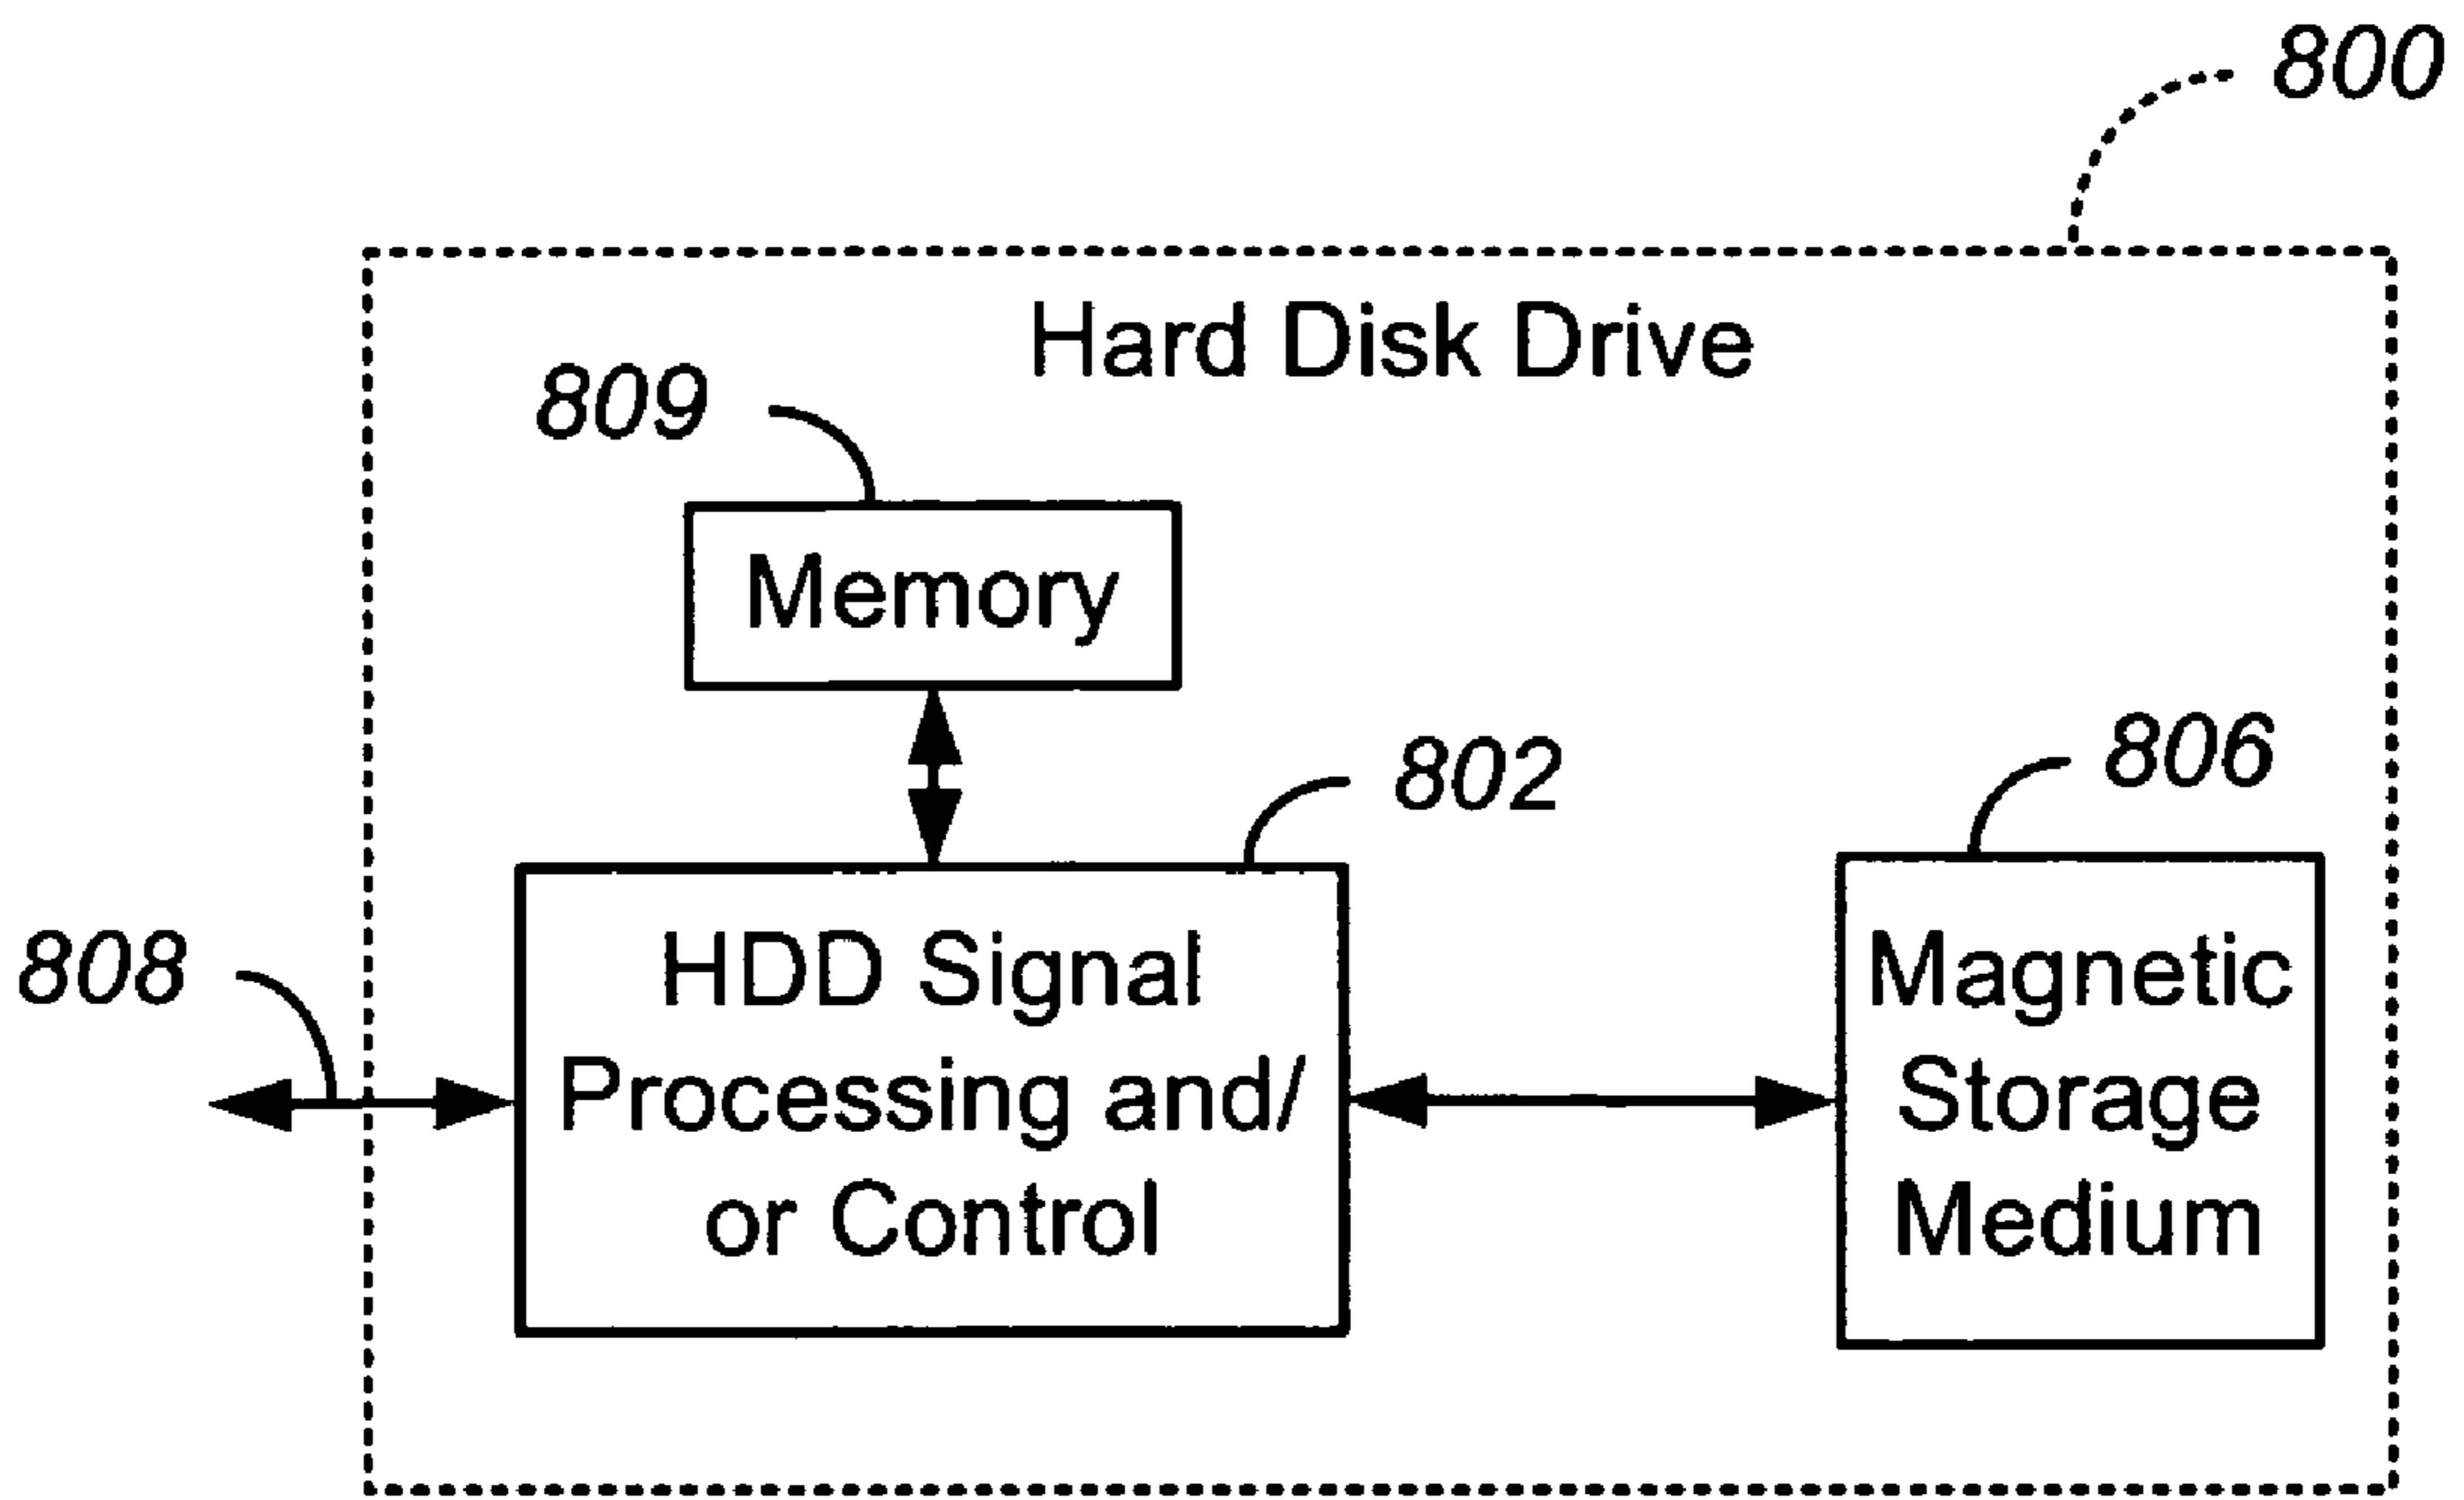 800
Hard Disk Drive
809
Memory
802
806
808
HDD Signal
Processing and/
or Control
Magnetic
Storage
Medium